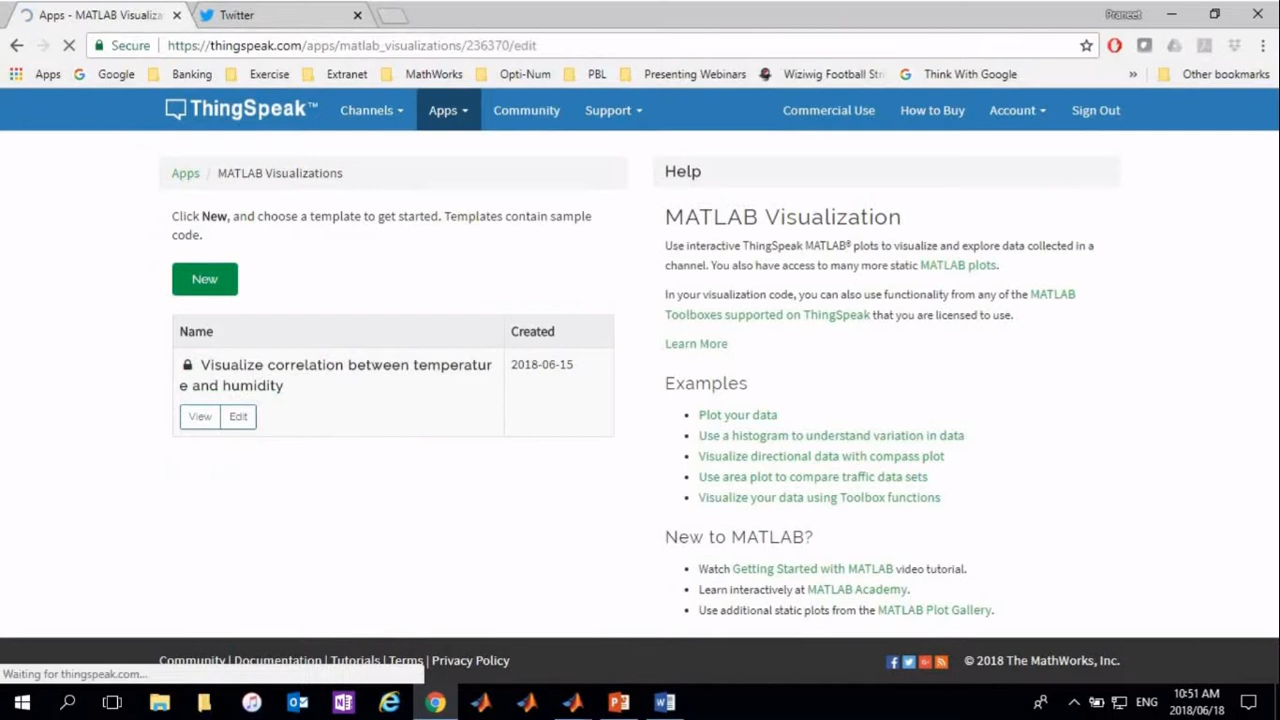 Apps - MATLAB Visualiza
Twitter
Praneet
Secure
https://thingspeak.com/apps/matlab_visualizations/236370/edit
Apps
Google
Banking
Exercise
Extranet
MathWorks
Opti-Num
PBL
Presenting Webinars
Wiziwig Football Str
Think With Google
»
Other bookmarks
ThingSpeak™
Channels
Apps
Community
Support
Commercial Use
How to Buy
Account
Sign Out
Apps / MATLAB Visualizations
Click New, and choose a template to get started. Templates contain sample
code.
New
Name
Created
Visualize correlation between temperatur
e and humidity
2018-06-15
View
Edit
Help
MATLAB Visualization
Use interactive ThingSpeak MATLAB® plots to visualize and explore data collected in a
channel. You also have access to many more static MATLAB plots.
In your visualization code, you can also use functionality from any of the MATLAB
Toolboxes supported on ThingSpeak that you are licensed to use.
Learn More
Examples
• Plot your data
• Use a histogram to understand variation in data
• Visualize directional data with compass plot
• Use area plot to compare traffic data sets
• Visualize your data using Toolbox functions
New to MATLAB?
• Watch Getting Started with MATLAB video tutorial.
• Learn interactively at MATLAB Academy.
• Use additional static plots from the MATLAB Plot Gallery.
Community | Documentation | Tutorials | Terms | Privacy Policy
© 2018 The MathWorks, Inc.
Waiting for thingspeak.com...
ENG
10:51 AM
2018/06/18